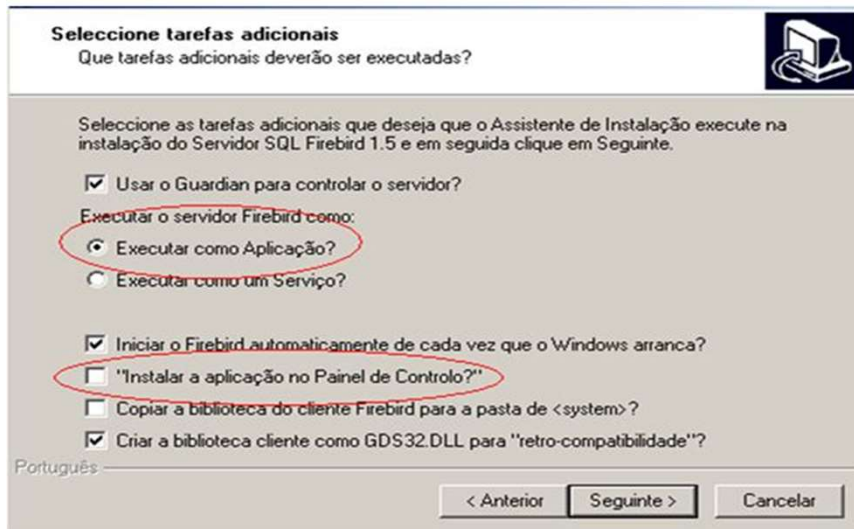 Seleccione tarefas adicionais
Que tarefas adicionais deverão ser executadas?
Seleccione as tarefas adicionais que deseja que o Assistente de Instalação execute na
instalação do Servidor SQL Firebird 1.5 e em seguida clique em Seguinte.
Usar o Guardian para controlar o servidor?
Executar o servidor Firebird como:
Executar como Aplicação?
Executar como um Serviço?
Iniciar o Firebird automaticamente de cada vez que o Windows arranca?
"Instalar a aplicação no Painel de Controlo?"
Copiar a biblioteca do cliente Firebird para a pasta de <system>?
Criar a biblioteca cliente como GDS32.DLL para "retro-compatibilidade"?
Português
< Anterior Seguinte > Cancelar